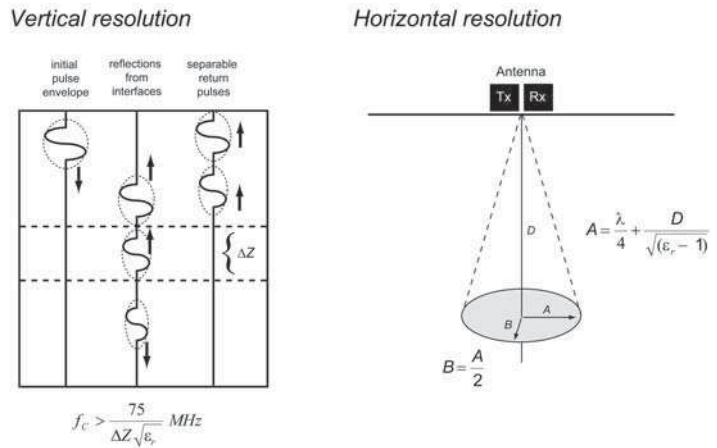 Vertical resolution
initial
pulse
envelope
reflections
from
interfaces
separable
return
pulses
ΔZ
f_C > 75 / (ΔZ√ε_r) MHz
Horizontal resolution
Antenna
Tx Rx
D
A = λ/4 + D/√(ε_r − 1)
A
B
B = A/2